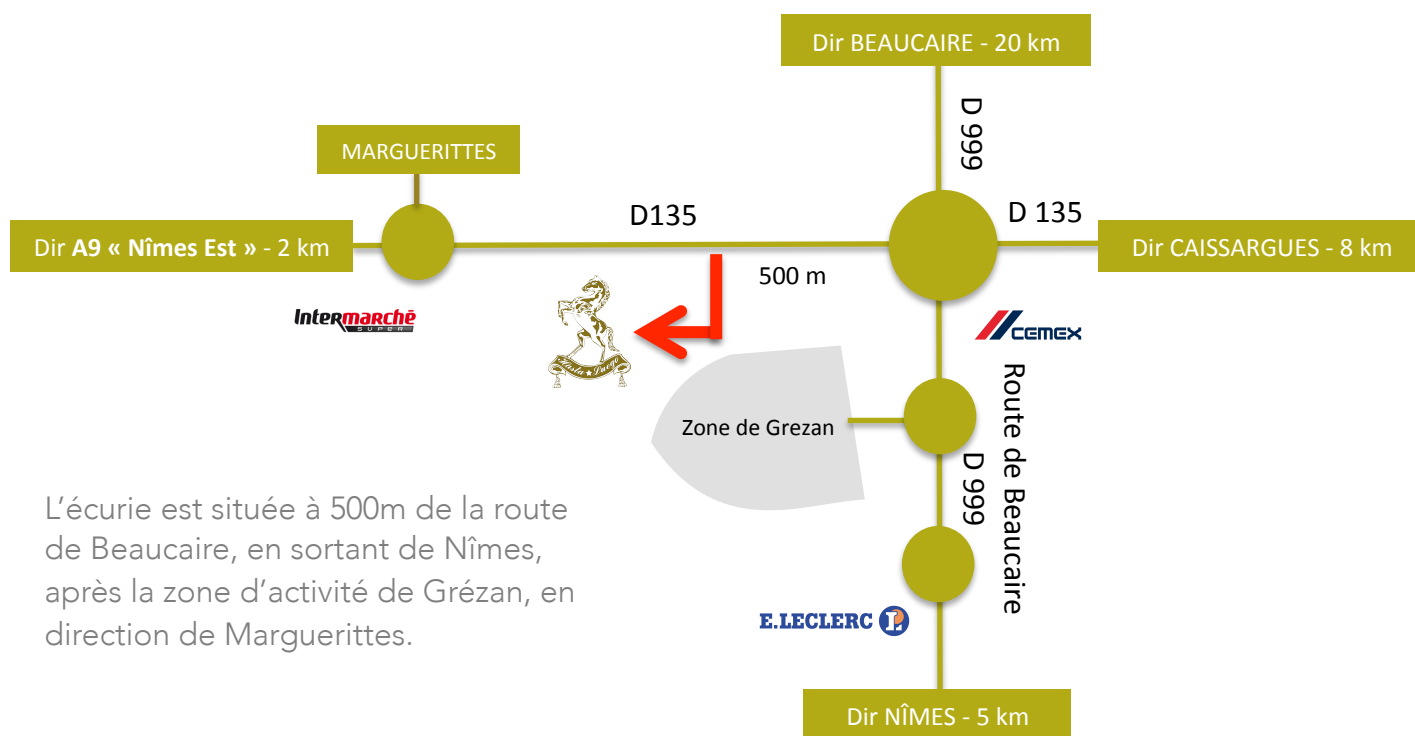 Dir BEAUCAIRE - 20 km
D 999
MARGUERITTES
D135
D 135
Dir A9 « Nîmes Est » - 2 km
Dir CAISSARGUES - 8 km
500 m
Intermarchē
SUPER
CEMEX
Route de Beaucaire
Zone de Grezan
D 999
L’écurie est située à 500m de la route
de Beaucaire, en sortant de Nîmes,
après la zone d’activité de Grézan, en
direction de Marguerittes.
E.LECLERC L
Dir NÎMES - 5 km